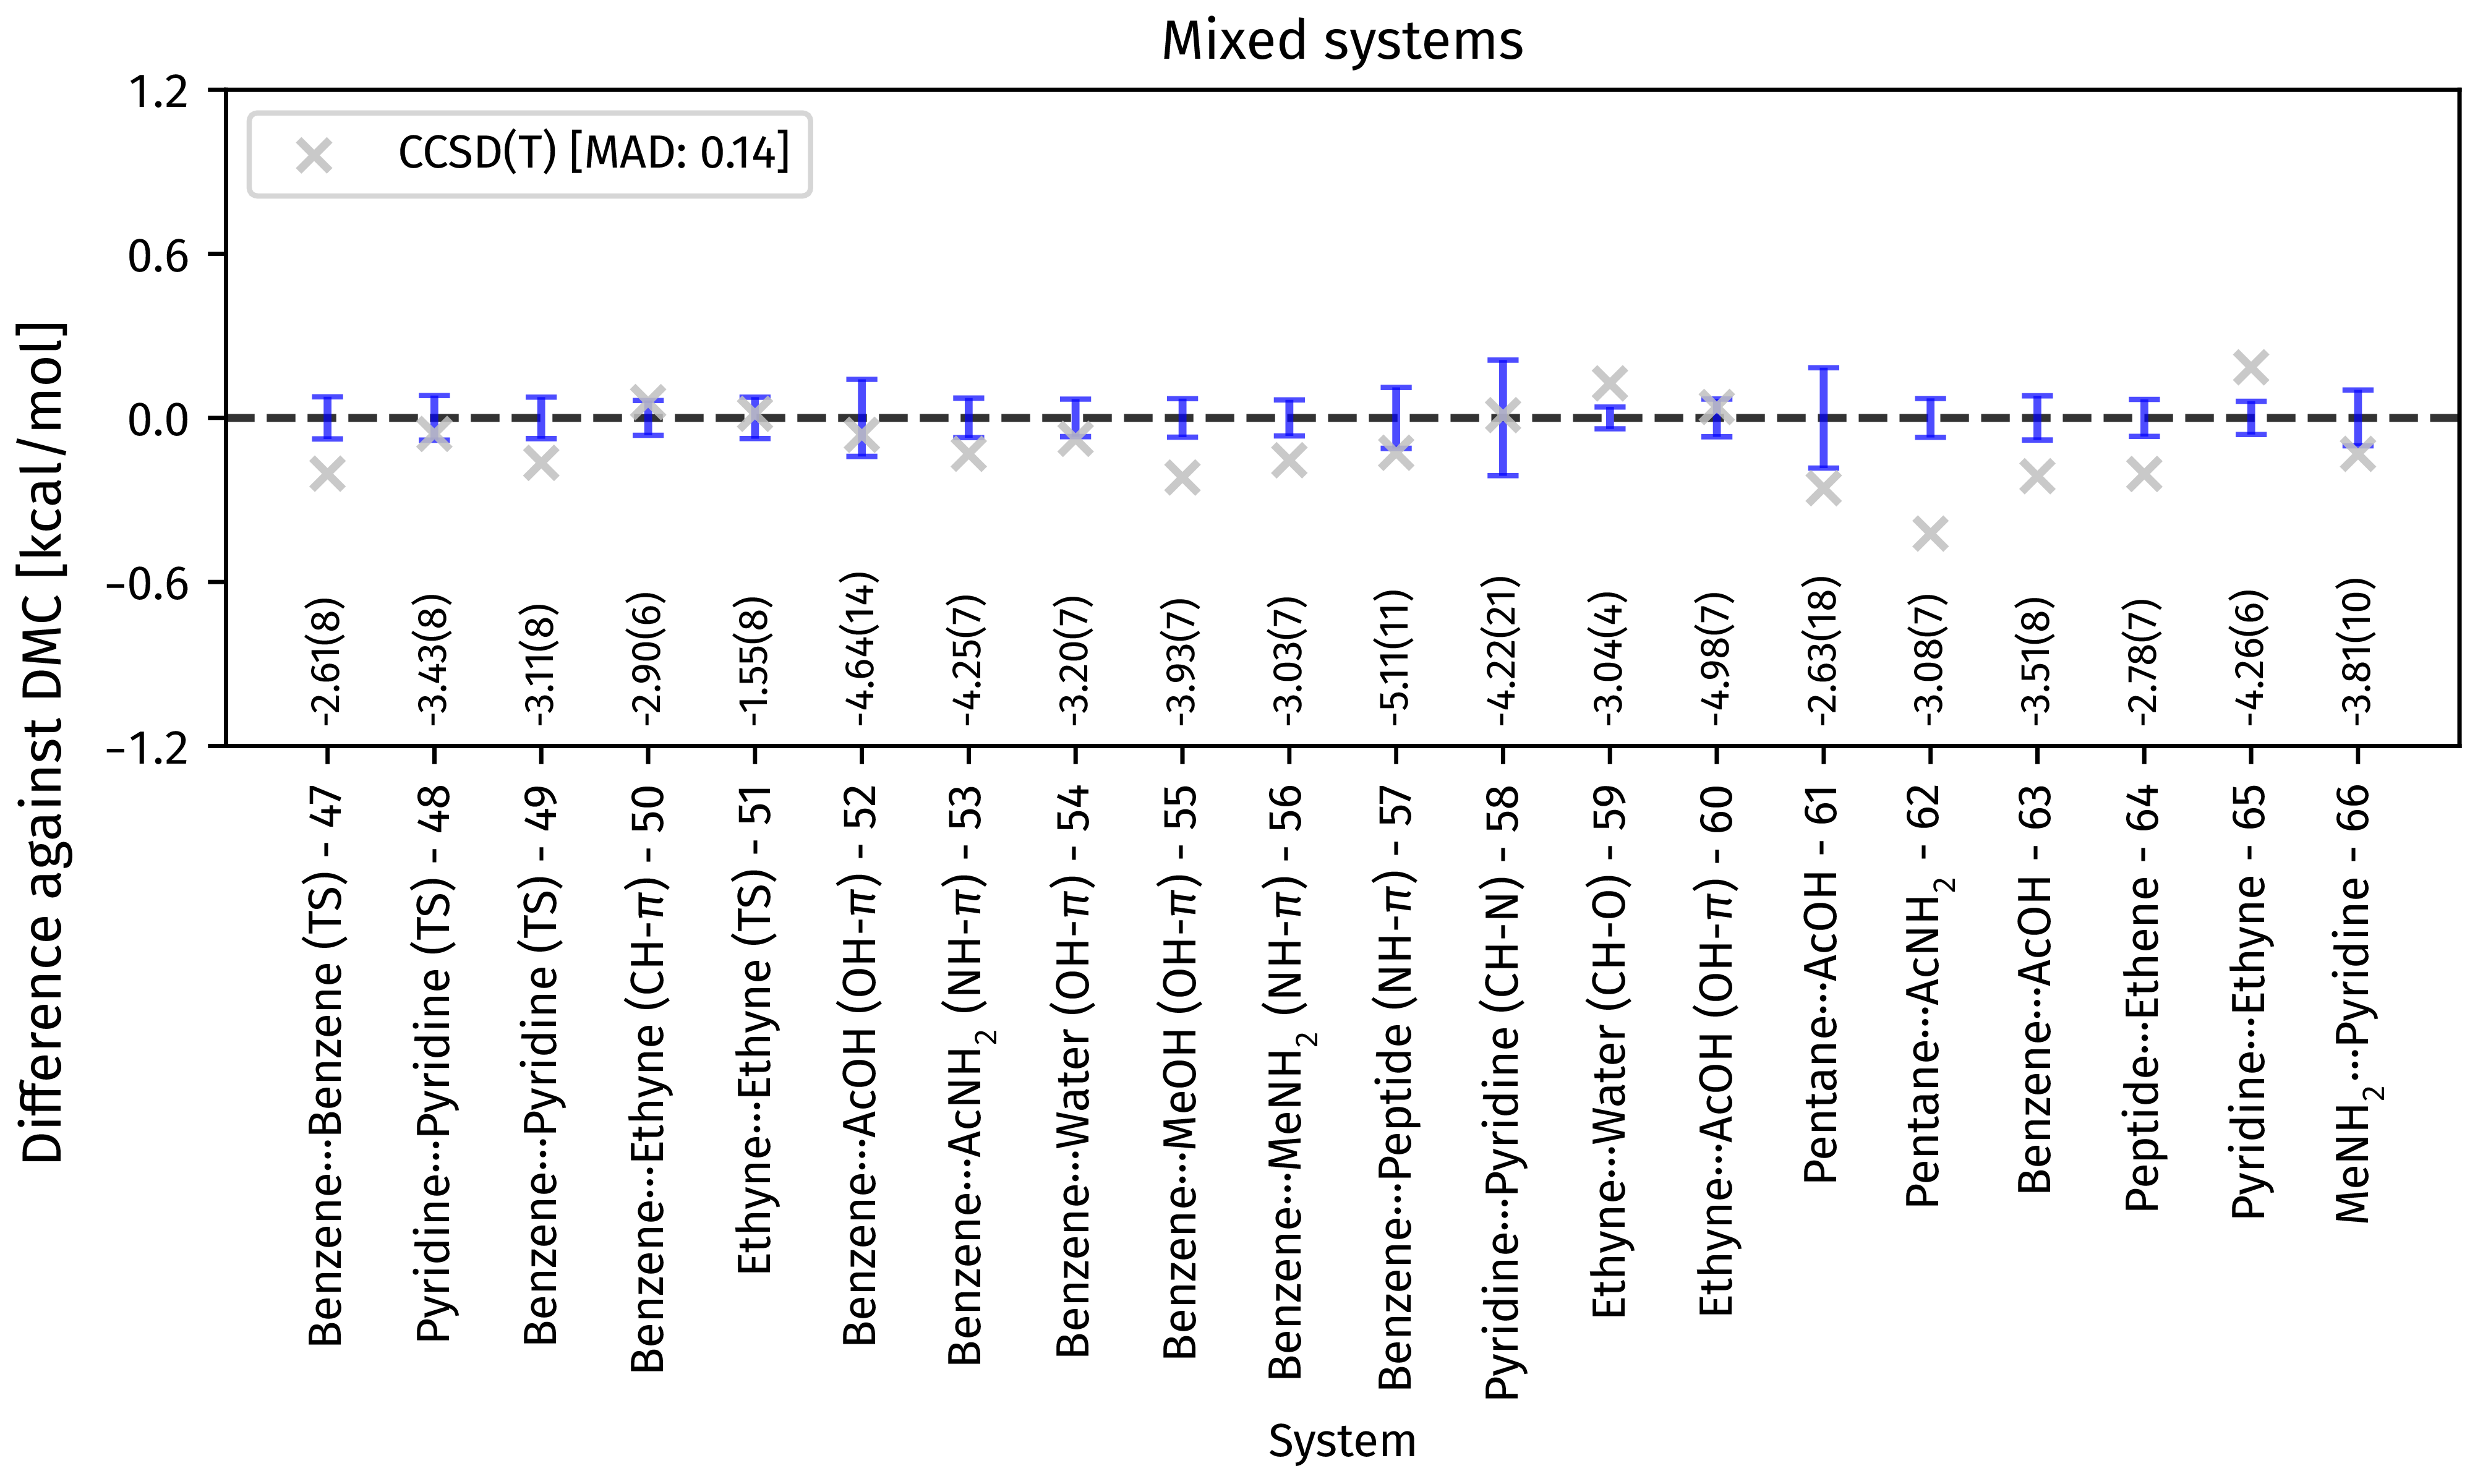 Mixed systems
CCSD(T) [MAD: 0.14]
Difference against DMC [kcal/mol]
1.2
0.6
0.0
−0.6
−1.2
-2.61(8)
-3.43(8)
-3.11(8)
-2.90(6)
-1.55(8)
-4.64(14)
-4.25(7)
-3.20(7)
-3.93(7)
-3.03(7)
-5.11(11)
-4.22(21)
-3.04(4)
-4.98(7)
-2.63(18)
-3.08(7)
-3.51(8)
-2.78(7)
-4.26(6)
-3.81(10)
Benzene···Benzene (TS) - 47
Pyridine···Pyridine (TS) - 48
Benzene···Pyridine (TS) - 49
Benzene···Ethyne (CH-π) - 50
Ethyne···Ethyne (TS) - 51
Benzene···AcOH (OH-π) - 52
Benzene···AcNH₂ (NH-π) - 53
Benzene···Water (OH-π) - 54
Benzene···MeOH (OH-π) - 55
Benzene···MeNH₂ (NH-π) - 56
Benzene···Peptide (NH-π) - 57
Pyridine···Pyridine (CH-N) - 58
Ethyne···Water (CH-O) - 59
Ethyne···AcOH (OH-π) - 60
Pentane···AcOH - 61
Pentane···AcNH₂ - 62
Benzene···AcOH - 63
Peptide···Ethene - 64
Pyridine···Ethyne - 65
MeNH₂···Pyridine - 66
System